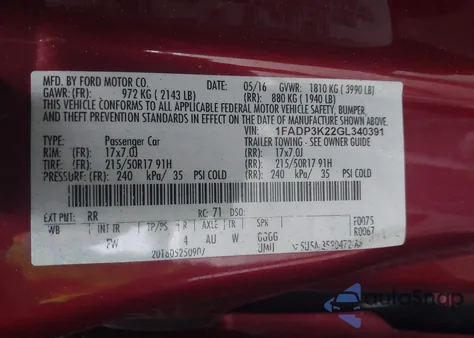 MFD. BY FORD MOTOR CO. 05/16 GVWR: 1810 KG ( 3990 LB)
GAWR: (FR) 972 KG ( 2143 LB) (RR) 880 KG ( 1940 LB)
THIS VEHICLE CONFORMS TO ALL APPLICABLE FEDERAL MOTOR VEHICLE SAFETY, BUMPER,
AND THEFT PREVENTION STANDARDS IN EFFECT ON THE DATE OF MANUFACTURE SHOWN ABOVE.
VIN: 1FADP3K22GL340391
TYPE: Passenger Car TRAILER TOWING - SEE OWNER GUIDE
RIM: (FR) 17x7.0J (RR) 17x7.0J
TIRE: (FR) 215/50R17 91H (RR) 215/50R17 91H
PRESSURE: (FR) 240 kPa/ 35 PSI COLD (RR) 240 kPa/ 35 PSI COLD
EXT PNT: RR RC: 71 DSO: F0075
WB INT TR TP/PS R AXLE TR SPR R0067
FW 4 AU W GGGG
20160525090 UMI
autoSnap